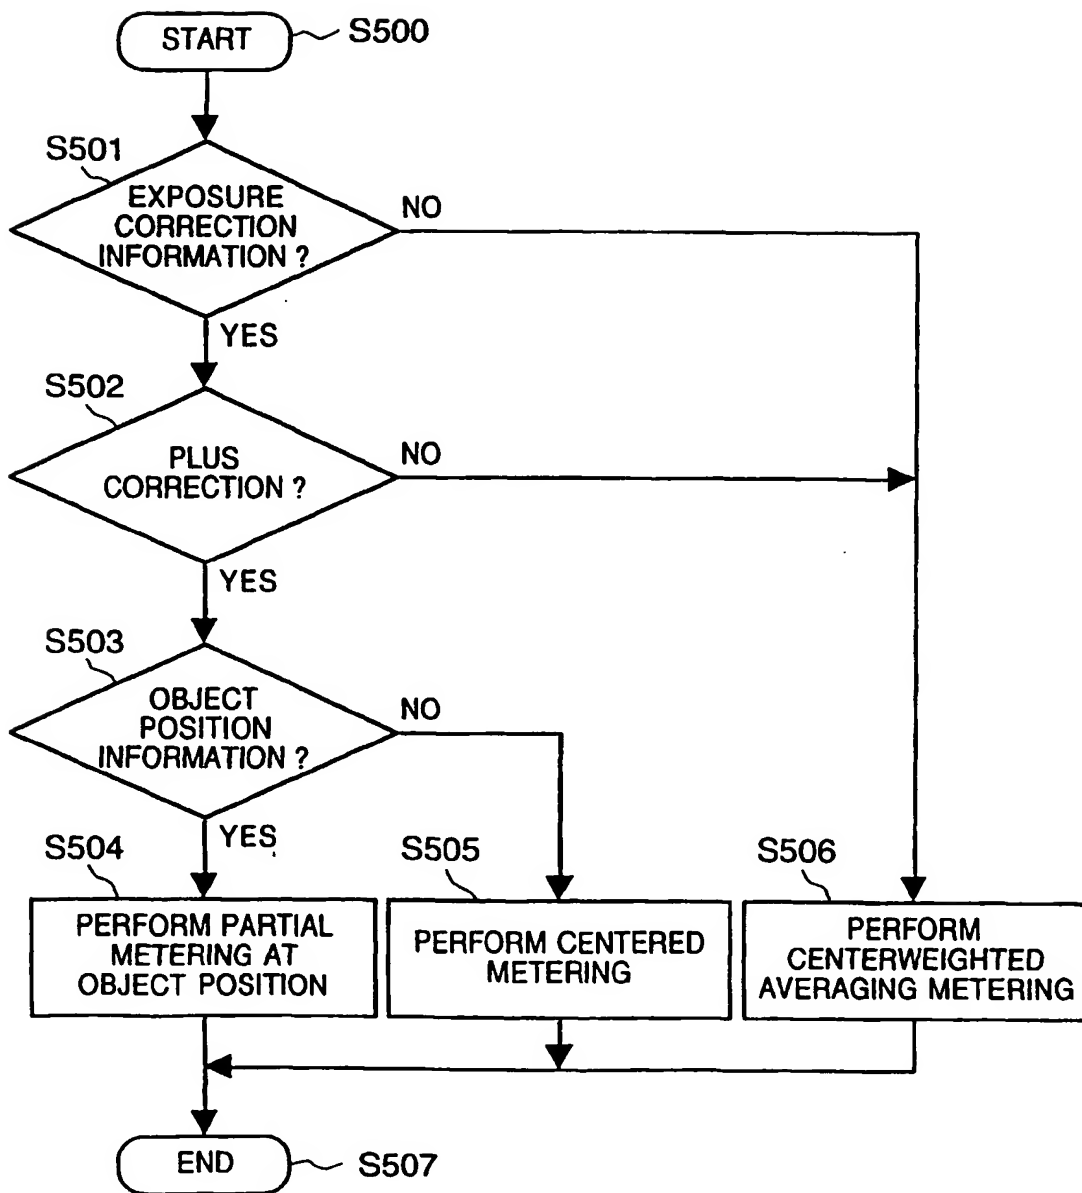 START
S500
S501
EXPOSURE
CORRECTION
INFORMATION ?
NO
YES
S502
PLUS
CORRECTION ?
NO
YES
S503
OBJECT
POSITION
INFORMATION ?
NO
YES
S504
PERFORM PARTIAL
METERING AT
OBJECT POSITION
S505
PERFORM CENTERED
METERING
S506
PERFORM
CENTERWEIGHTED
AVERAGING METERING
END
S507